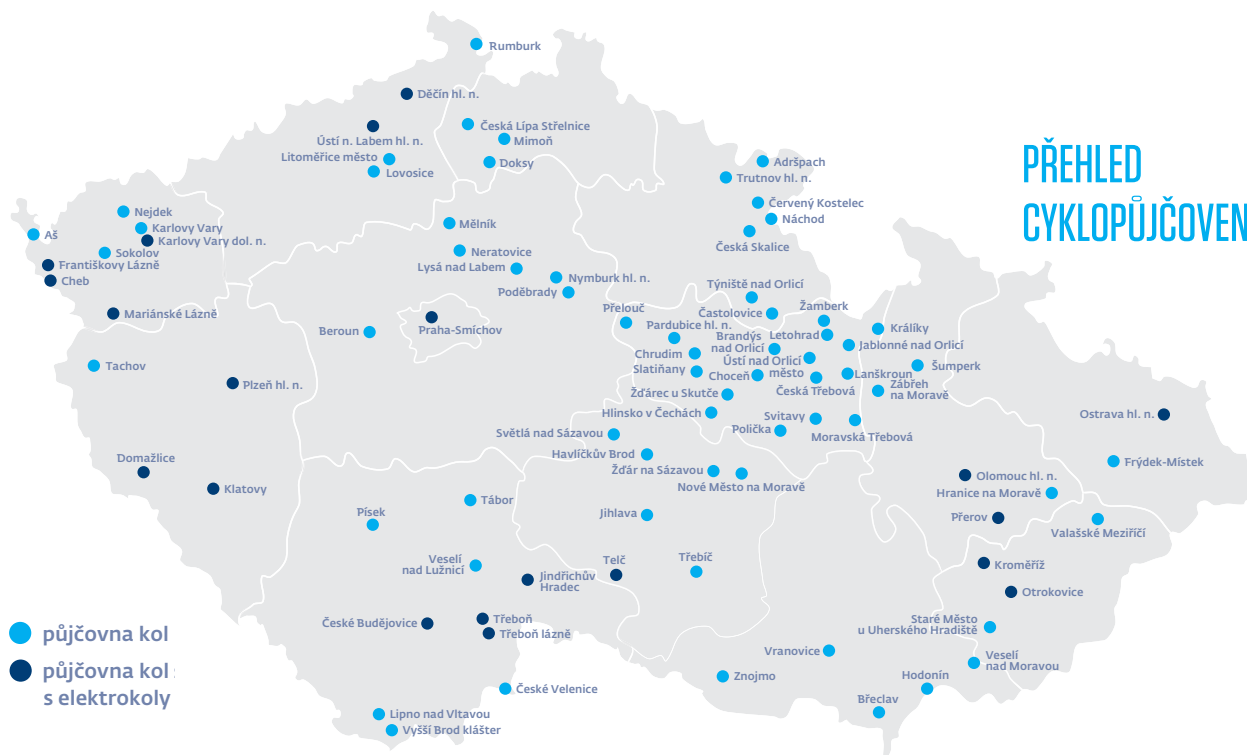 Rumburk
Děčín hl. n.
Ústí n. Labem hl. n.
Litoměřice město
Lovosice
Česká Lípa Střelnice
Mimoň
Doksy
PŘEHLED
CYKLOPŮJČOVEN
Adršpach
Trutnov hl. n.
Červený Kostelec
Náchod
Česká Skalice
Nejdek
Karlovy Vary
Karlovy Vary dol. n.
Aš
Sokolov
Františkovy Lázně
Cheb
Mariánské Lázně
Mělník
Neratovice
Lysá nad Labem
Nymburk hl. n.
Poděbrady
Týniště nad Orlicí
Častolovice
Žamberk
Přelouč
Pardubice hl. n.
Brandýs
nad Orlicí
Letohrad
Králíky
Jablonné nad Orlicí
Beroun
Praha-Smíchov
Chrudim
Slatiňany
Choceň
Ústí nad Orlicí
město
Česká Třebová
Lanškroun
Šumperk
Zábřeh
na Moravě
Tachov
Plzeň hl. n.
Žďárec u Skutče
Hlinsko v Čechách
Svitavy
Polička
Moravská Třebová
Ostrava hl. n.
Světlá nad Sázavou
Havlíčkův Brod
Žďár na Sázavou
Nové Město na Moravě
Domažlice
Klatovy
Olomouc hl. n.
Hranice na Moravě
Frýdek-Místek
Přerov
Valašské Meziříčí
Tábor
Písek
Jihlava
Veselí
nad Lužnicí
Jindřichův
Hradec
Telč
Třebíč
Kroměříž
Otrokovice
České Budějovice
Třeboň
Třeboň lázně
Staré Město
u Uherského Hradiště
Vranovice
Veselí
nad Moravou
Znojmo
Hodonín
Břeclav
České Velenice
Lipno nad Vltavou
Vyšší Brod klášter
půjčovna kol
půjčovna kol
s elektrokoly